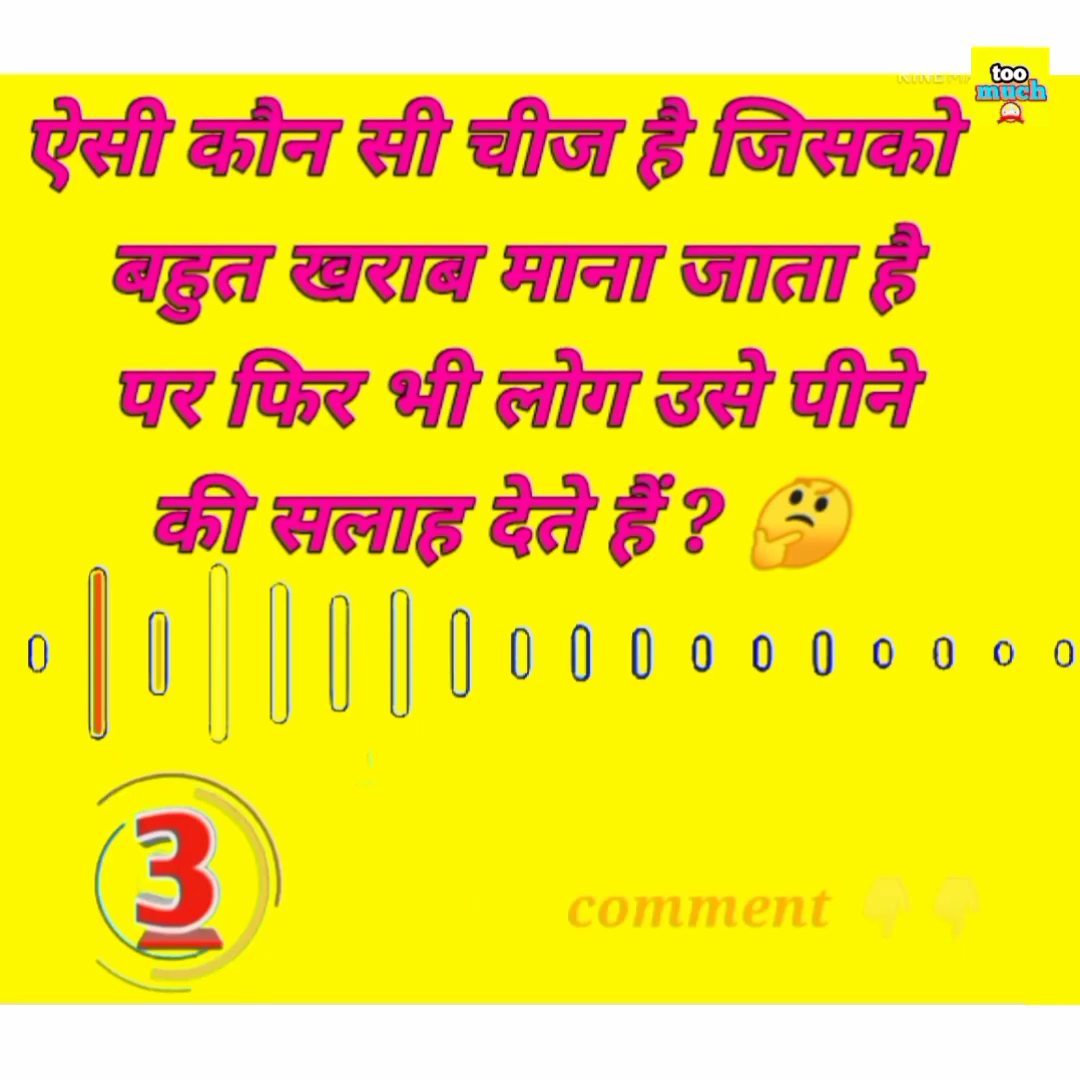 too
much
ऐसी कौन सी चीज है जिसको
बहुत खराब माना जाता है
पर फिर भी लोग उसे पीने
की सलाह देते हैं ? 🤔
3
comment 👇👇